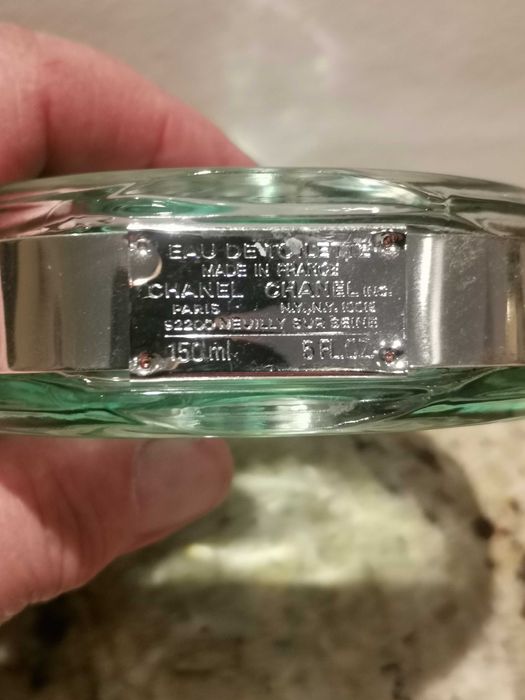 EAU DE TOILETTE
MADE IN FRANCE
CHANEL CHANEL INC.
PARIS N.Y., N.Y. 10019
92200 NEUILLY SUR SEINE
150 ml 5 FL. OZ.